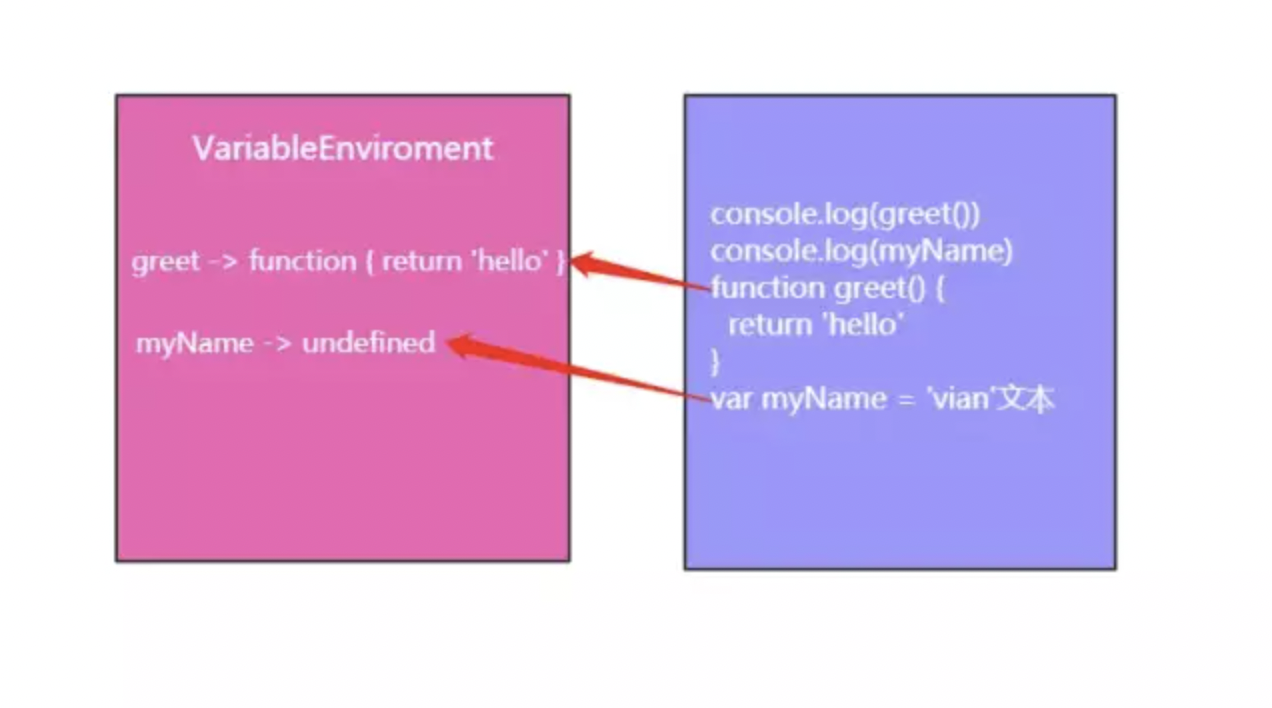 VariableEnviroment
greet -> function { return 'hello' }
myName -> undefined
console.log(greet())
console.log(myName)
function greet() {
return 'hello'
}
var myName = 'vian'文本